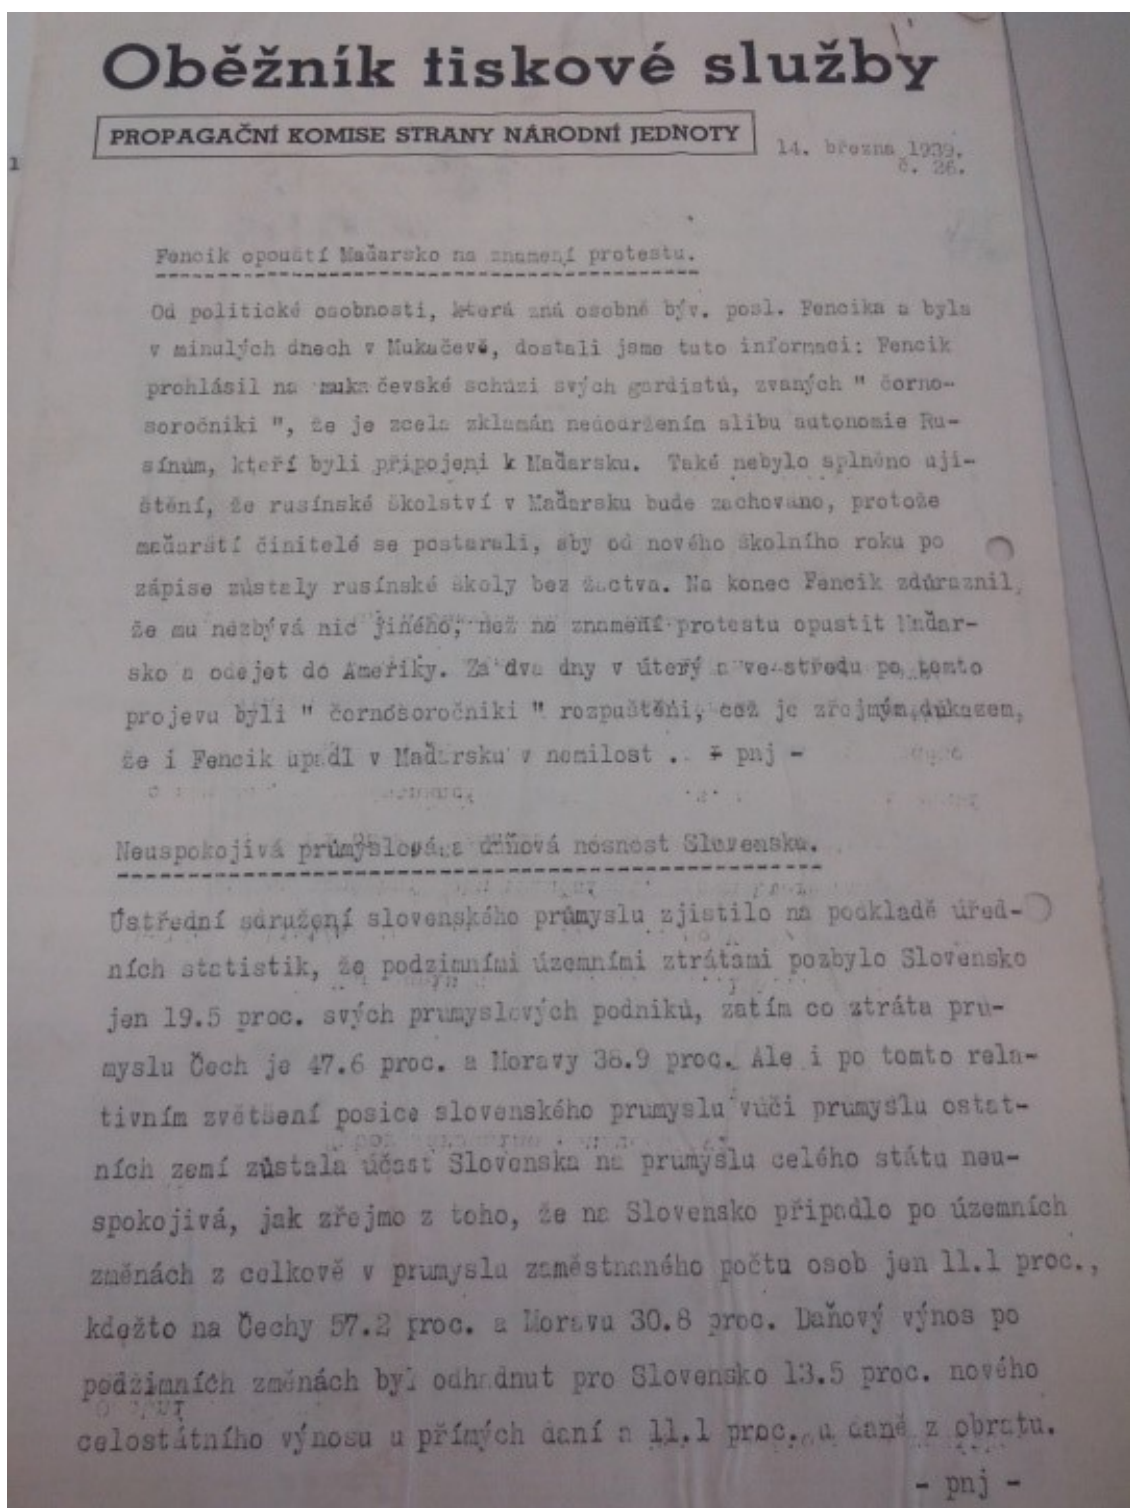 Oběžník tiskové služby
PROPAGAČNÍ KOMISE STRANY NÁRODNÍ JEDNOTY
14. března 1939.
č. 26.
1
Fencik opouští Maďarsko na znamení protestu.
Od politické osobnosti, která zná osobně býv. posl. Fencika a byla
v minulých dnech v Mukačevě, dostali jsme tuto informaci: Fencik
prohlásil na mukačevské schůzi svých gardistů, zvaných " čorno-
soročniki ", že je zcela zklamán nedodržením slibu autonomie Ru-
sínům, kteří byli připojeni k Maďarsku. Také nebylo splněno uji-
štění, že rusínské školství v Maďarsku bude zachováno, protože
maďarští činitelé se postarali, aby od nového školního roku po
zápise zůstaly rusínské školy bez žactva. Na konec Fencik zdůraznil,
že mu nezbývá nic jiného, než na znamení protestu opustit Maďar-
sko a odejet do Ameriky. Za dva dny v úterý a ve středu po tomto
projevu byli " čornosoročniki " rozpuštěni, což je zřejmým důkazem,
že i Fencik upadl v Maďarsku v nemilost .. - pnj -
Neuspokojivá průmyslová a daňová nosnost Slovenska.
Ústřední sdružení slovenského průmyslu zjistilo na podkladě úřed-
ních statistik, že podzimními územními ztrátami pozbylo Slovensko
jen 19.5 proc. svých prumyslových podniků, zatím co ztráta pru-
myslu Čech je 47.6 proc. a Moravy 38.9 proc. Ale i po tomto rela-
tivním zvětšení posice slovenského prumyslu vůči prumyslu ostat-
ních zemí zůstala účast Slovenska na prumyslu celého státu neu-
spokojivá, jak zřejmo z toho, že na Slovensko připadlo po územních
změnách z celkově v prumyslu zaměstnaného počtu osob jen 11.1 proc.,
kdežto na Čechy 57.2 proc. a Moravu 30.8 proc. Daňový výnos po
podzimních změnách byl odhadnut pro Slovensko 13.5 proc. nového
celostátního výnosu u přímých daní a 11.1 proc. u daně z obratu.
- pnj -